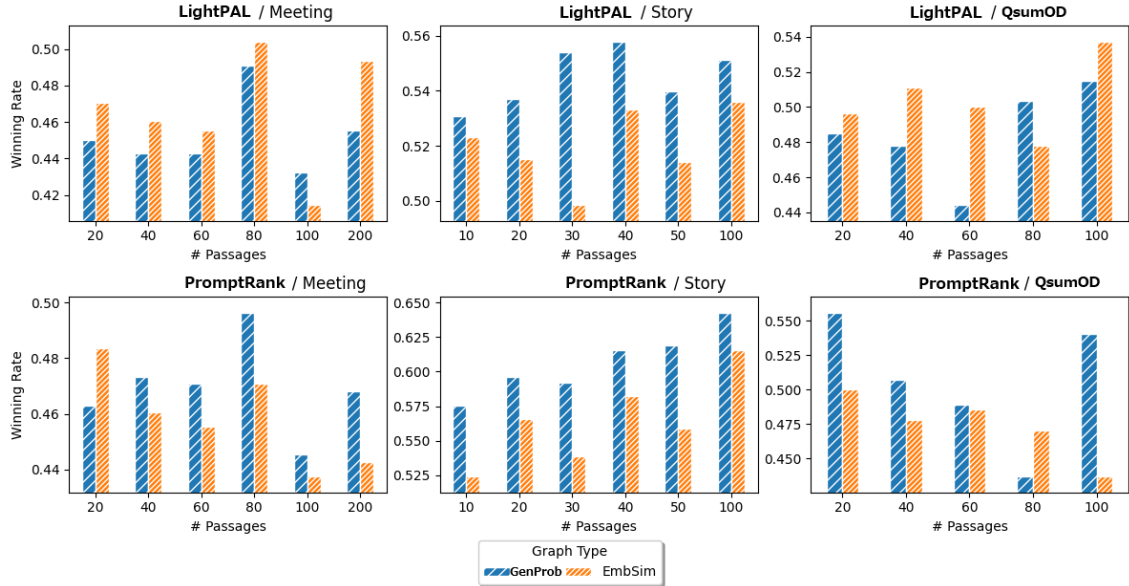 LightPAL / Meeting
LightPAL / Story
LightPAL / QsumOD
Winning Rate
0.50
0.48
0.46
0.44
0.42
20 40 60 80 100 200
# Passages
0.56
0.54
0.52
0.50
10 20 30 40 50 100
# Passages
0.54
0.52
0.50
0.48
0.46
0.44
20 40 60 80 100
# Passages
PromptRank / Meeting
PromptRank / Story
PromptRank / QsumOD
Winning Rate
0.50
0.48
0.46
0.44
20 40 60 80 100 200
# Passages
0.650
0.625
0.600
0.575
0.550
0.525
10 20 30 40 50 100
# Passages
0.550
0.525
0.500
0.475
0.450
20 40 60 80 100
# Passages
Graph Type
GenProb EmbSim